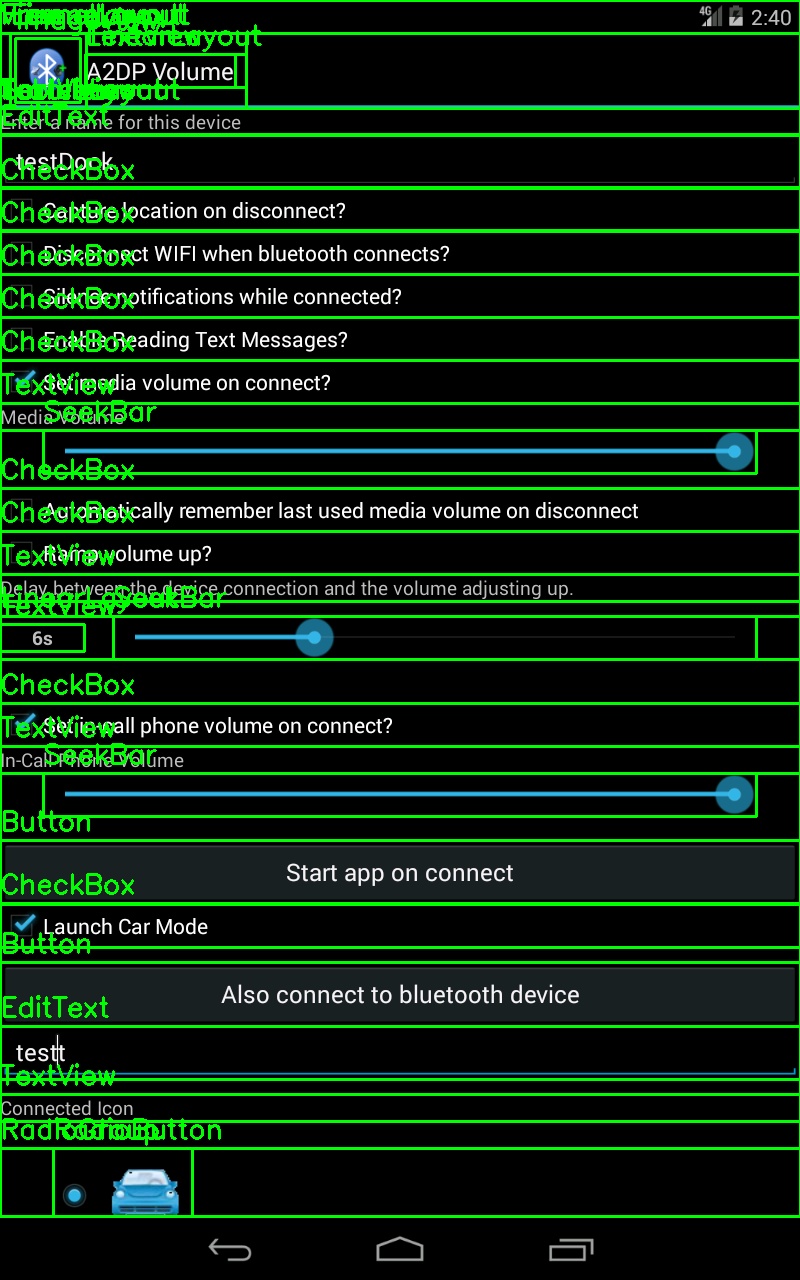 4G 2:40
TextView
A2DP Volume
EditText
Enter a name for this device
testDock
CheckBox
Capture location on disconnect?
CheckBox
Disconnect WIFI when bluetooth connects?
CheckBox
Silence notifications while connected?
CheckBox
Enable Reading Text Messages?
CheckBox
Set media volume on connect?
TextView
SeekBar
Media Volume
CheckBox
Automatically remember last used media volume on disconnect
CheckBox
Ramp volume up?
TextView
Delay between the device connection and the volume adjusting up.
LinearLayout SeekBar
TextView
6s
CheckBox
Set in-call phone volume on connect?
TextView
SeekBar
In-Call Phone Volume
Button
Start app on connect
CheckBox
Launch Car Mode
Button
Also connect to bluetooth device
EditText
testt
TextView
Connected Icon
RadioGroup RadioButton